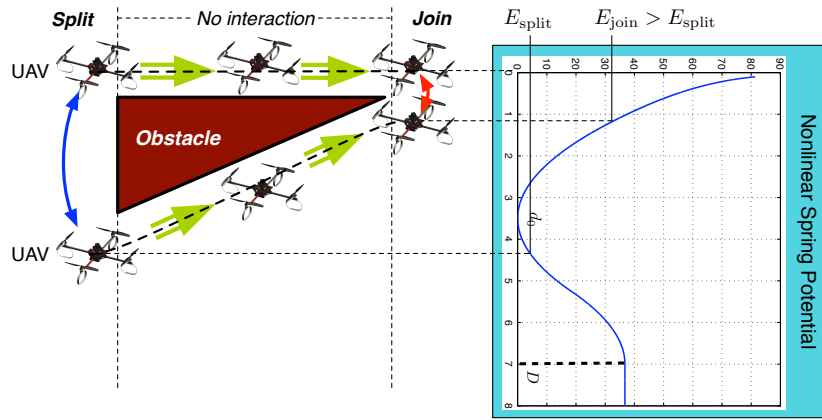 Split
No interaction
Join
E_split
E_join > E_split
UAV
Obstacle
UAV
0 10 20 30 40 50 60 70 80 90
0
1
2
3
4
5
6
7
8
d_0
D
Nonlinear Spring Potential